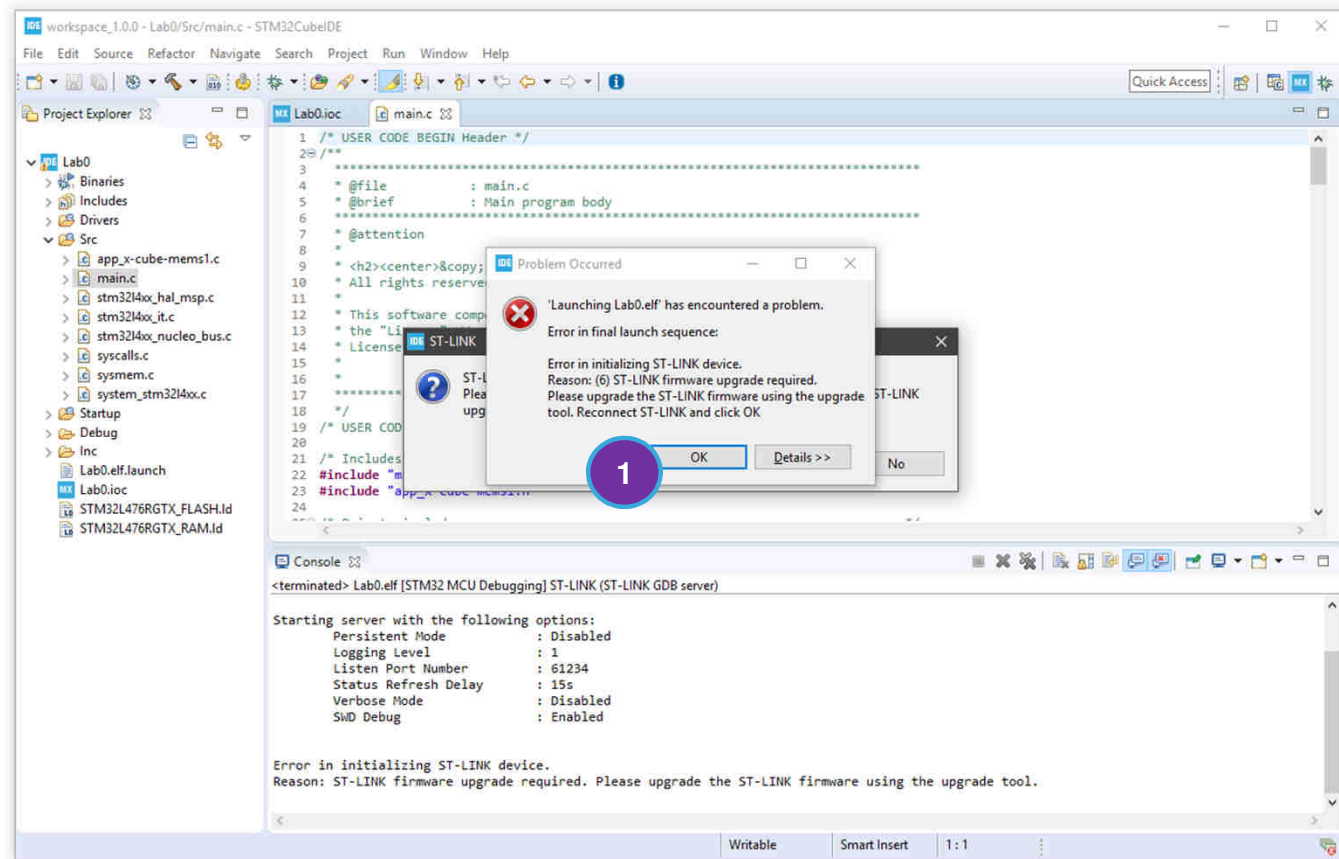 workspace_1.0.0 - Lab0/Src/main.c - STM32CubeIDE
File Edit Source Refactor Navigate Search Project Run Window Help
Quick Access
Project Explorer
Lab0
Binaries
Includes
Drivers
Src
app_x-cube-mems1.c
main.c
stm32l4xx_hal_msp.c
stm32l4xx_it.c
stm32l4xx_nucleo_bus.c
syscalls.c
sysmem.c
system_stm32l4xx.c
Startup
Debug
Inc
Lab0.elf.launch
Lab0.ioc
STM32L476RGTX_FLASH.ld
STM32L476RGTX_RAM.ld
Lab0.ioc
main.c
1 /* USER CODE BEGIN Header */
2 /**
3 ******************************************************************************
4 * @file : main.c
5 * @brief : Main program body
6 ******************************************************************************
7 * @attention
8 *
9 * <h2><center>&copy;
10 * All rights reserve
11 *
12 * This software comp
13 * the "Li
14 * License
15 *
16 *
17 *********
18 */
19 /* USER COD
20
21 /* Includes
22 #include "m
23 #include "app_x-cube-mems1.h"
24
IDE ST-LINK
ST-L
Plea ST-LINK
upg
No
IDE Problem Occurred
'Launching Lab0.elf' has encountered a problem.
Error in final launch sequence:
Error in initializing ST-LINK device.
Reason: (6) ST-LINK firmware upgrade required.
Please upgrade the ST-LINK firmware using the upgrade
tool. Reconnect ST-LINK and click OK
OK
Details >>
1
Console
<terminated> Lab0.elf [STM32 MCU Debugging] ST-LINK (ST-LINK GDB server)
Starting server with the following options:
Persistent Mode : Disabled
Logging Level : 1
Listen Port Number : 61234
Status Refresh Delay : 15s
Verbose Mode : Disabled
SWD Debug : Enabled
Error in initializing ST-LINK device.
Reason: ST-LINK firmware upgrade required. Please upgrade the ST-LINK firmware using the upgrade tool.
Writable
Smart Insert
1 : 1